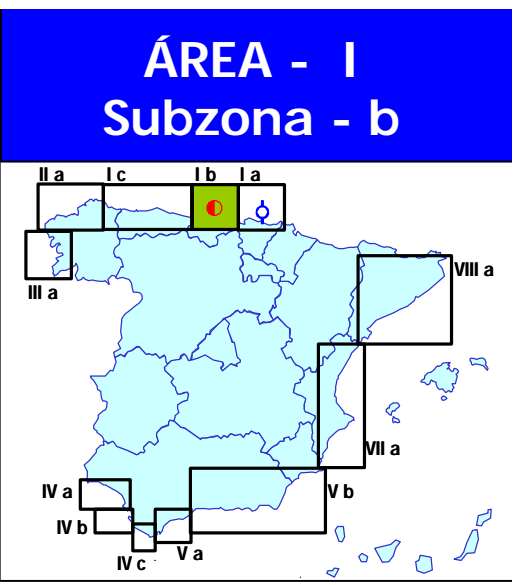 ÁREA - I
Subzona - b
II a
I c
I b
I a
III a
VIII a
VII a
IV a
IV b
IV c
V a
V b